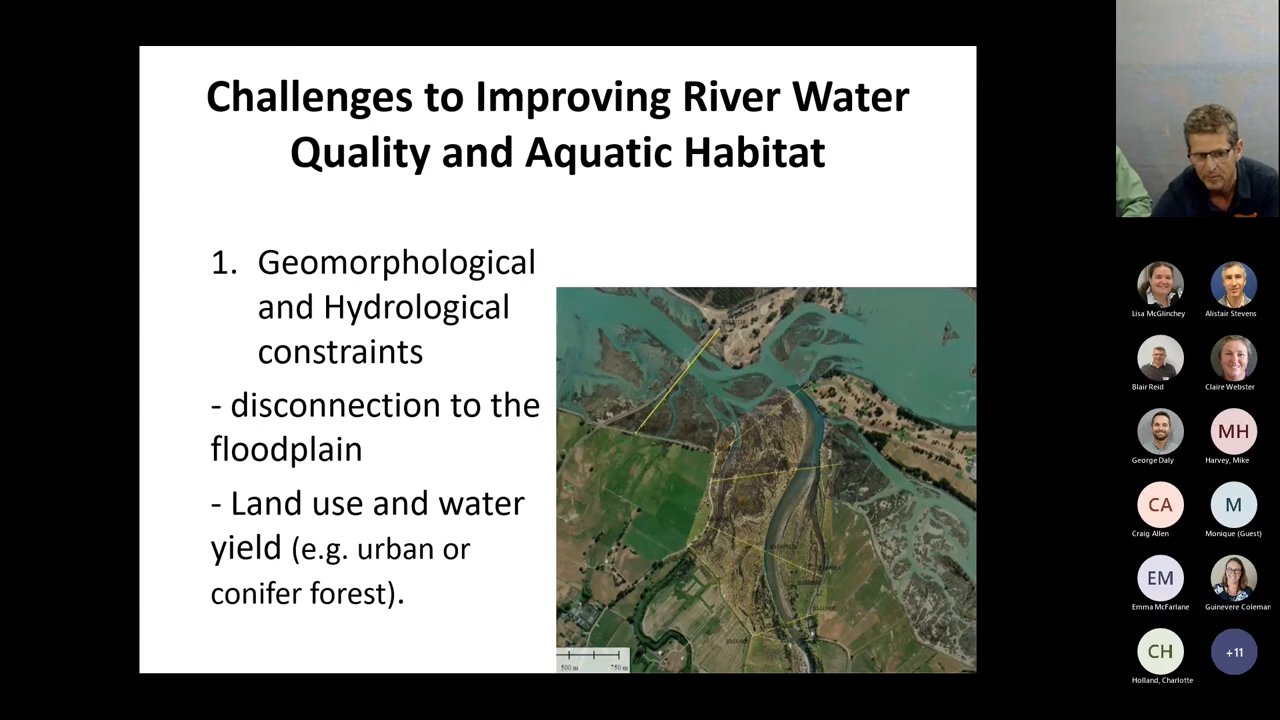 Challenges to Improving River Water
Quality and Aquatic Habitat
1. Geomorphological
and Hydrological
constraints
- disconnection to the
floodplain
- Land use and water
yield (e.g. urban or
conifer forest).
500 m
750 m
Lisa McGlinchey
Alistair Stevens
Blair Reid
Claire Webster
George Daly
MH
Harvey, Mike
CA
Craig Allen
M
Monique (Guest)
EM
Emma McFarlane
Guinevere Coleman
CH
Holland, Charlotte
+11